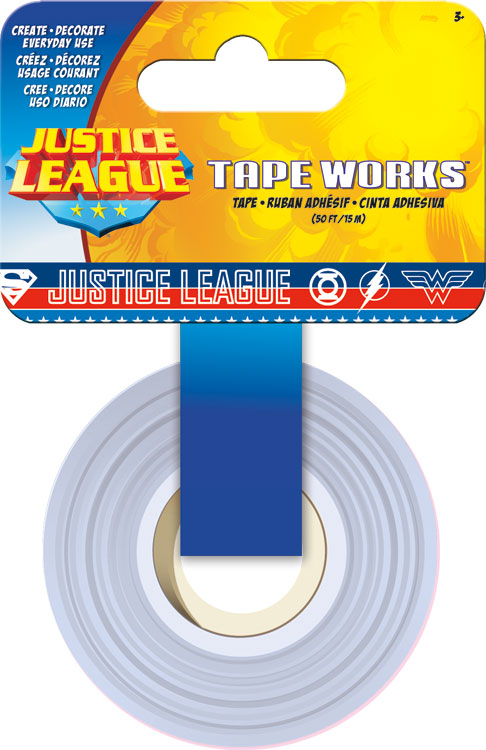 3+
CREATE • DECORATE
EVERYDAY USE
CRÉEZ • DÉCOREZ
USAGE COURANT
CREE • DECORE
USO DIARIO
JUSTICE
LEAGUE
TAPE WORKS™
TAPE • RUBAN ADHÉSIF • CINTA ADHESIVA
(50 FT / 15 M)
JUSTICE LEAGUE